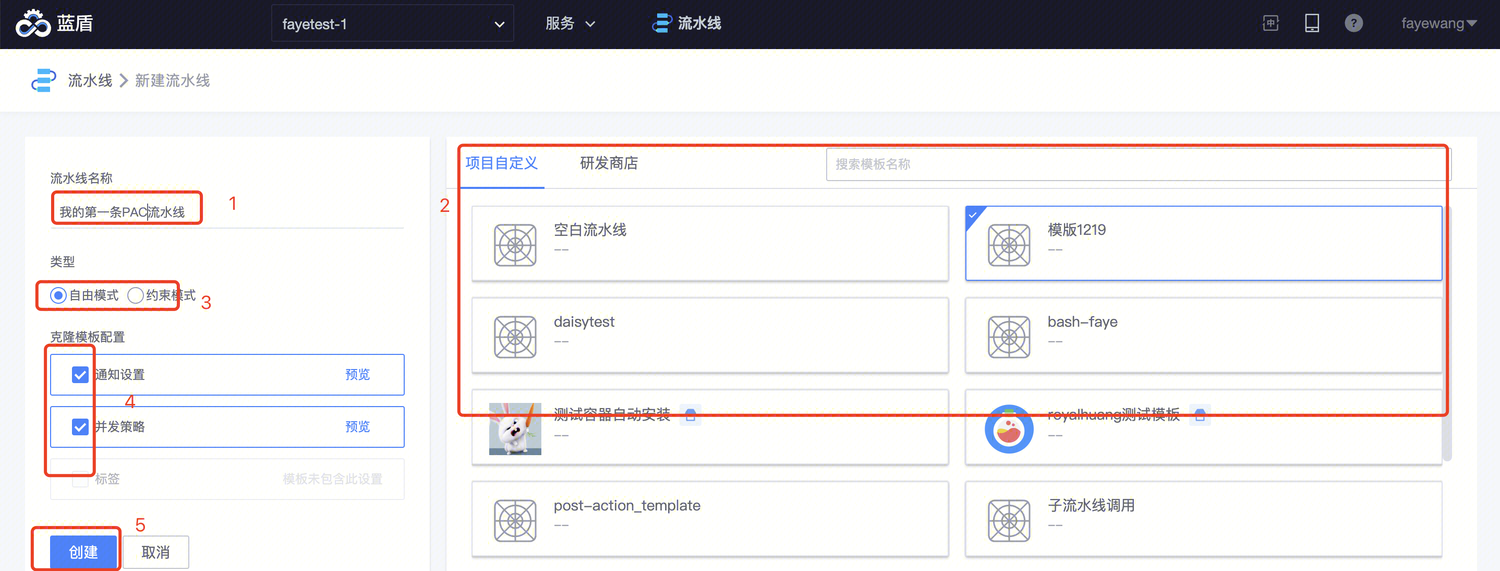 蓝盾 fayetest-1 服务 流水线 fayewang
流水线 新建流水线
流水线名称
我的第一条PAC流水线 1
类型
自由模式 约束模式 3
克隆模板配置
通知设置 预览
4
并发策略 预览
标签 模板未包含此设置
5
创建 取消
项目自定义 研发商店 搜索模板名称
2
空白流水线 模版1219
-- --
daisytest bash-faye
-- --
测试容器自动安装 royalhuang测试模板
-- --
post-action_template 子流水线调用
-- --